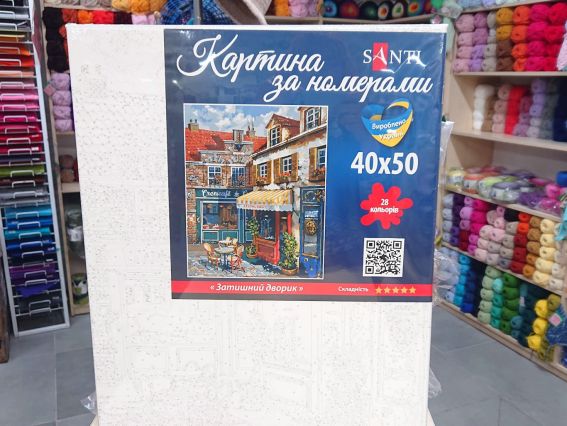 Картина
за номерами
SANTI
Вироблено
в Україні
40x50
28
кольорів
« Затишний дворик »
Складність